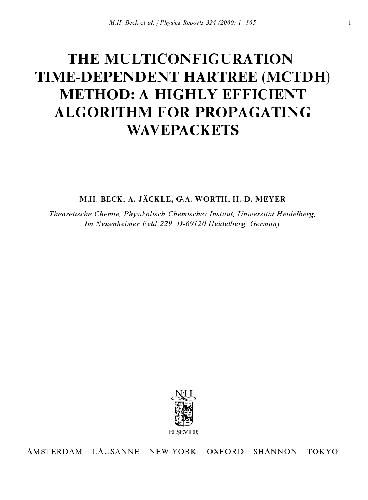 M.H. Beck et al. / Physics Reports 324 (2000) 1–105
1
THE MULTICONFIGURATION
TIME-DEPENDENT HARTREE (MCTDH)
METHOD: A HIGHLY EFFICIENT
ALGORITHM FOR PROPAGATING
WAVEPACKETS
M.H. BECK, A. JÄCKLE, G.A. WORTH, H.-D. MEYER
Theoretische Chemie, Physikalisch-Chemisches Institut, Universität Heidelberg,
Im Neuenheimer Feld 229, D-69120 Heidelberg, Germany
NH
ELSEVIER
AMSTERDAM – LAUSANNE – NEW YORK – OXFORD – SHANNON – TOKYO